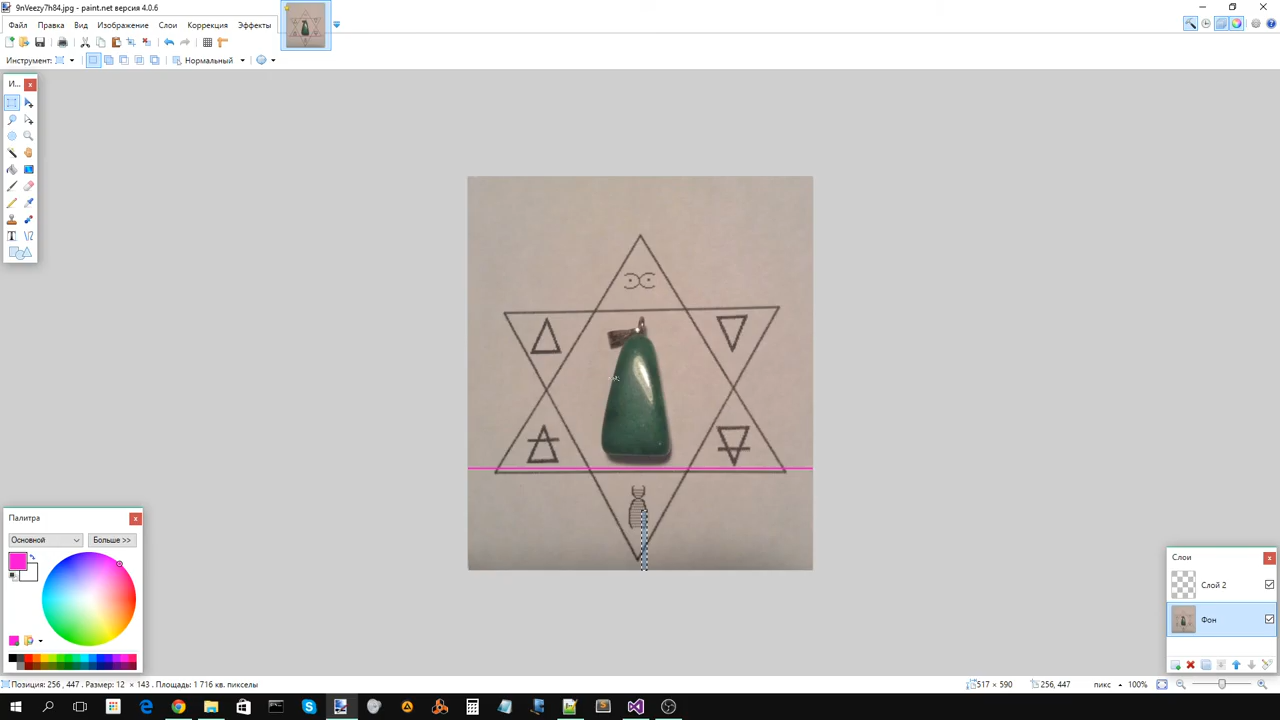 9nVeezy7h84.jpg - paint.net версия 4.0.6
Файл Правка Вид Изображение Слои Коррекция Эффекты
Инструмент: Нормальный
И...
Палитра
Основной Больше >>
Слои
Слой 2
Фон
Позиция: 256 , 447. Размер: 12 × 143. Площадь: 1 716 кв. пикселы 517 × 590 256, 447 пикс 100%